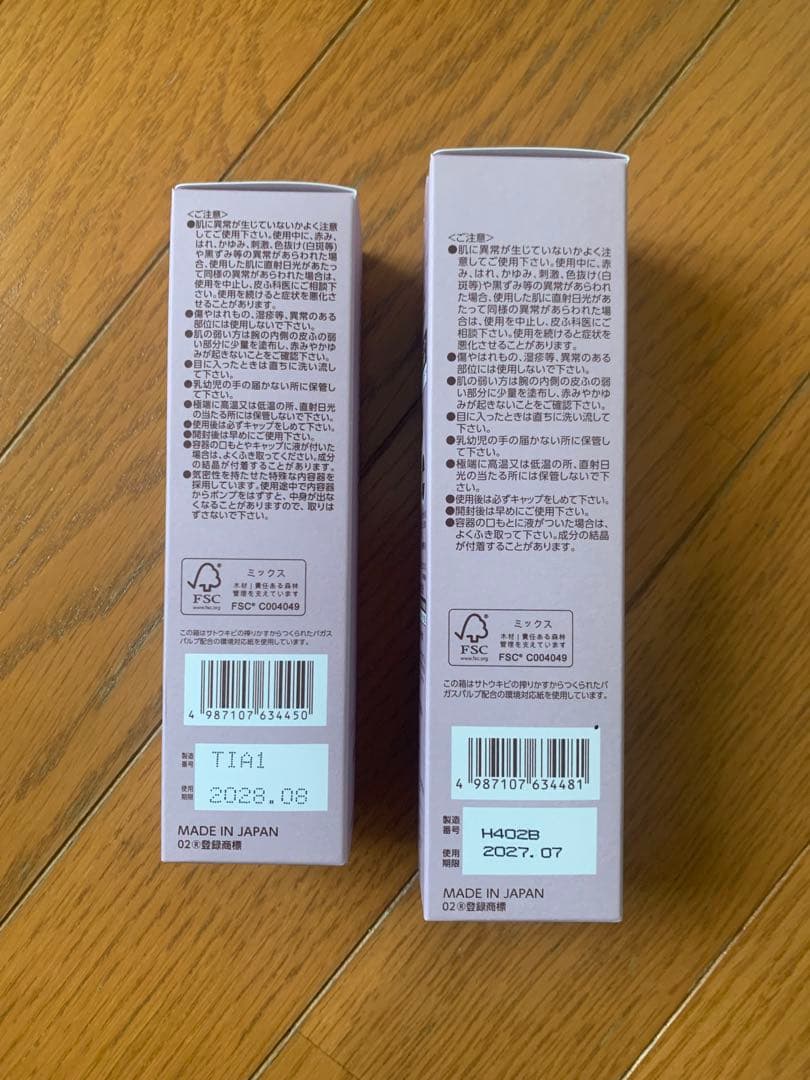 <ご注意>
●肌に異常が生じていないかよく注意
してご使用下さい。使用中に、赤み、
はれ、かゆみ、刺激、色抜け(白斑等)
や黒ずみ等の異常があらわれた場
合、使用した肌に直射日光があたっ
て同様の異常があらわれた場合は、
使用を中止し、皮ふ科医にご相談下
さい。使用を続けると症状を悪化さ
せることがあります。
●傷やはれもの、湿疹等、異常のある
部位には使用しないで下さい。
●肌の弱い方は腕の内側の皮ふの弱
い部分に少量を塗布し、赤みやかゆ
みが起きないことをご確認下さい。
●目に入ったときは直ちに洗い流し
て下さい。
●乳幼児の手の届かない所に保管し
て下さい。
●極端に高温又は低温の所、直射日光
の当たる所には保管しないで下さい。
●使用後は必ずキャップをしめて下さい。
●開封後は早めにご使用下さい。
●容器の口もとやキャップに液が付いた
場合は、よくふき取ってください。成分
の結晶が付着することがあります。
●気密性を持たせた特殊な内容器を
採用しています。使用途中で内容器
からポンプをはずすと、中身が出な
くなることがありますので、取りは
ずさないで下さい。
FSC
www.fsc.org
ミックス
木材|責任ある森林
管理を支えています
FSC® C004049
この箱はサトウキビの搾りかすからつくられたバガス
パルプ配合の環境対応紙を使用しています。
4 987107 634450
製造
番号
TIA1
使用
期限
2028.08
MADE IN JAPAN
02®登録商標
<ご注意>
●肌に異常が生じていないかよく注
意してご使用下さい。使用中に、赤
み、はれ、かゆみ、刺激、色抜け(白
斑等)や黒ずみ等の異常があらわれ
た場合、使用した肌に直射日光があ
たって同様の異常があらわれた場
合は、使用を中止し、皮ふ科医にご
相談下さい。使用を続けると症状を
悪化させることがあります。
●傷やはれもの、湿疹等、異常のある
部位には使用しないで下さい。
●肌の弱い方は腕の内側の皮ふの弱
い部分に少量を塗布し、赤みやかゆ
みが起きないことをご確認下さい。
●目に入ったときは直ちに洗い流し
て下さい。
●乳幼児の手の届かない所に保管し
て下さい。
●極端に高温又は低温の所、直射日
光の当たる所には保管しないで下
さい。
●使用後は必ずキャップをしめて下さい。
●開封後は早めにご使用下さい。
●容器の口もとに液がついた場合は、
よくふき取って下さい。成分の結晶
が付着することがあります。
FSC
www.fsc.org
ミックス
木材|責任ある森林
管理を支えています
FSC® C004049
この箱はサトウキビの搾りかすからつくられたバ
ガスパルプ配合の環境対応紙を使用しています。
4 987107 634481
製造
番号
H402B
使用
期限
2027.07
MADE IN JAPAN
02®登録商標